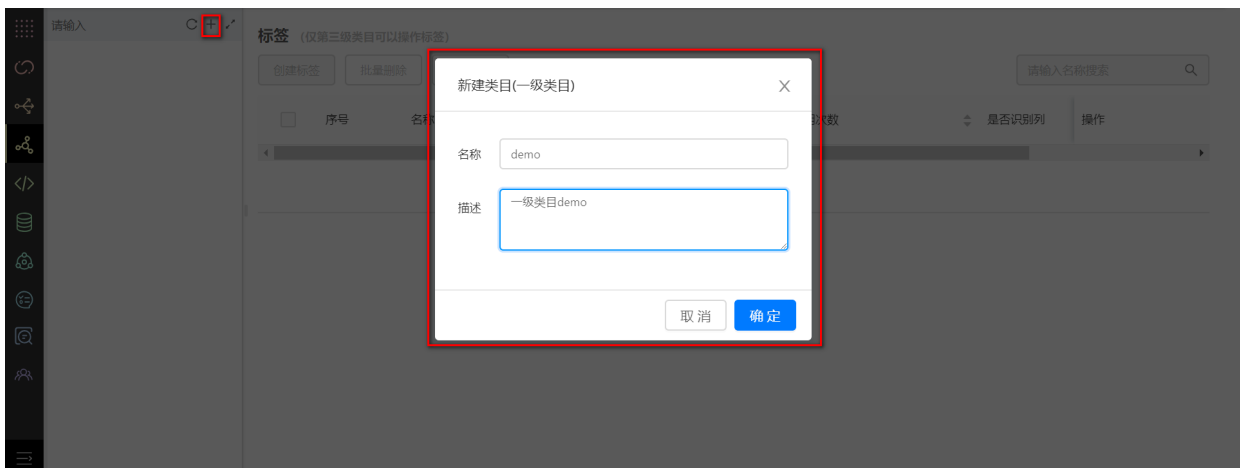 请输入
标签 (仅第三级类目可以操作标签)
创建标签 批量删除
请输入名称搜索
序号
次数 是否识别列 操作
新建类目(一级类目)
名称 demo
描述 一级类目demo
取消 确定